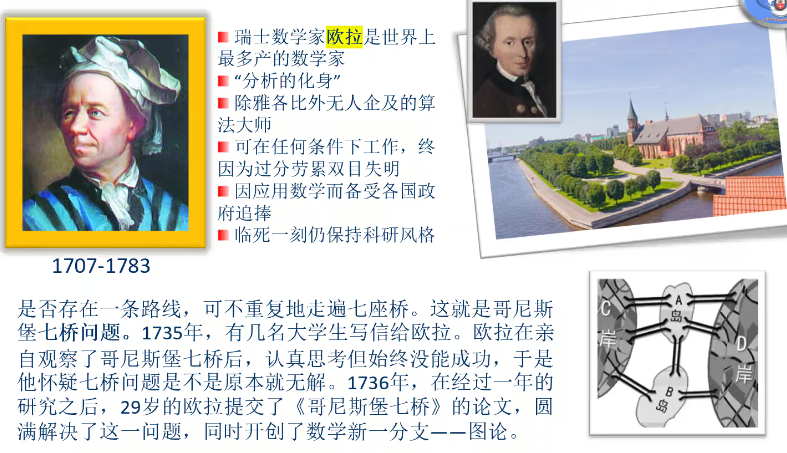 ■ 瑞士数学家欧拉是世界上
最多产的数学家
■ “分析的化身”
■ 除雅各比外无人企及的算
法大师
■ 可在任何条件下工作，终
因为过分劳累双目失明
■ 因应用数学而备受各国政
府追捧
■ 临死一刻仍保持科研风格
1707-1783
是否存在一条路线，可不重复地走遍七座桥。这就是哥尼斯
堡七桥问题。1735年，有几名大学生写信给欧拉。欧拉在亲
自观察了哥尼斯堡七桥后，认真思考但始终没能成功，于是
他怀疑七桥问题是不是原本就无解。1736年，在经过一年的
研究之后，29岁的欧拉提交了《哥尼斯堡七桥》的论文，圆
满解决了这一问题，同时开创了数学新一分支——图论。
C
岸
A
岛
D
岸
B
岛